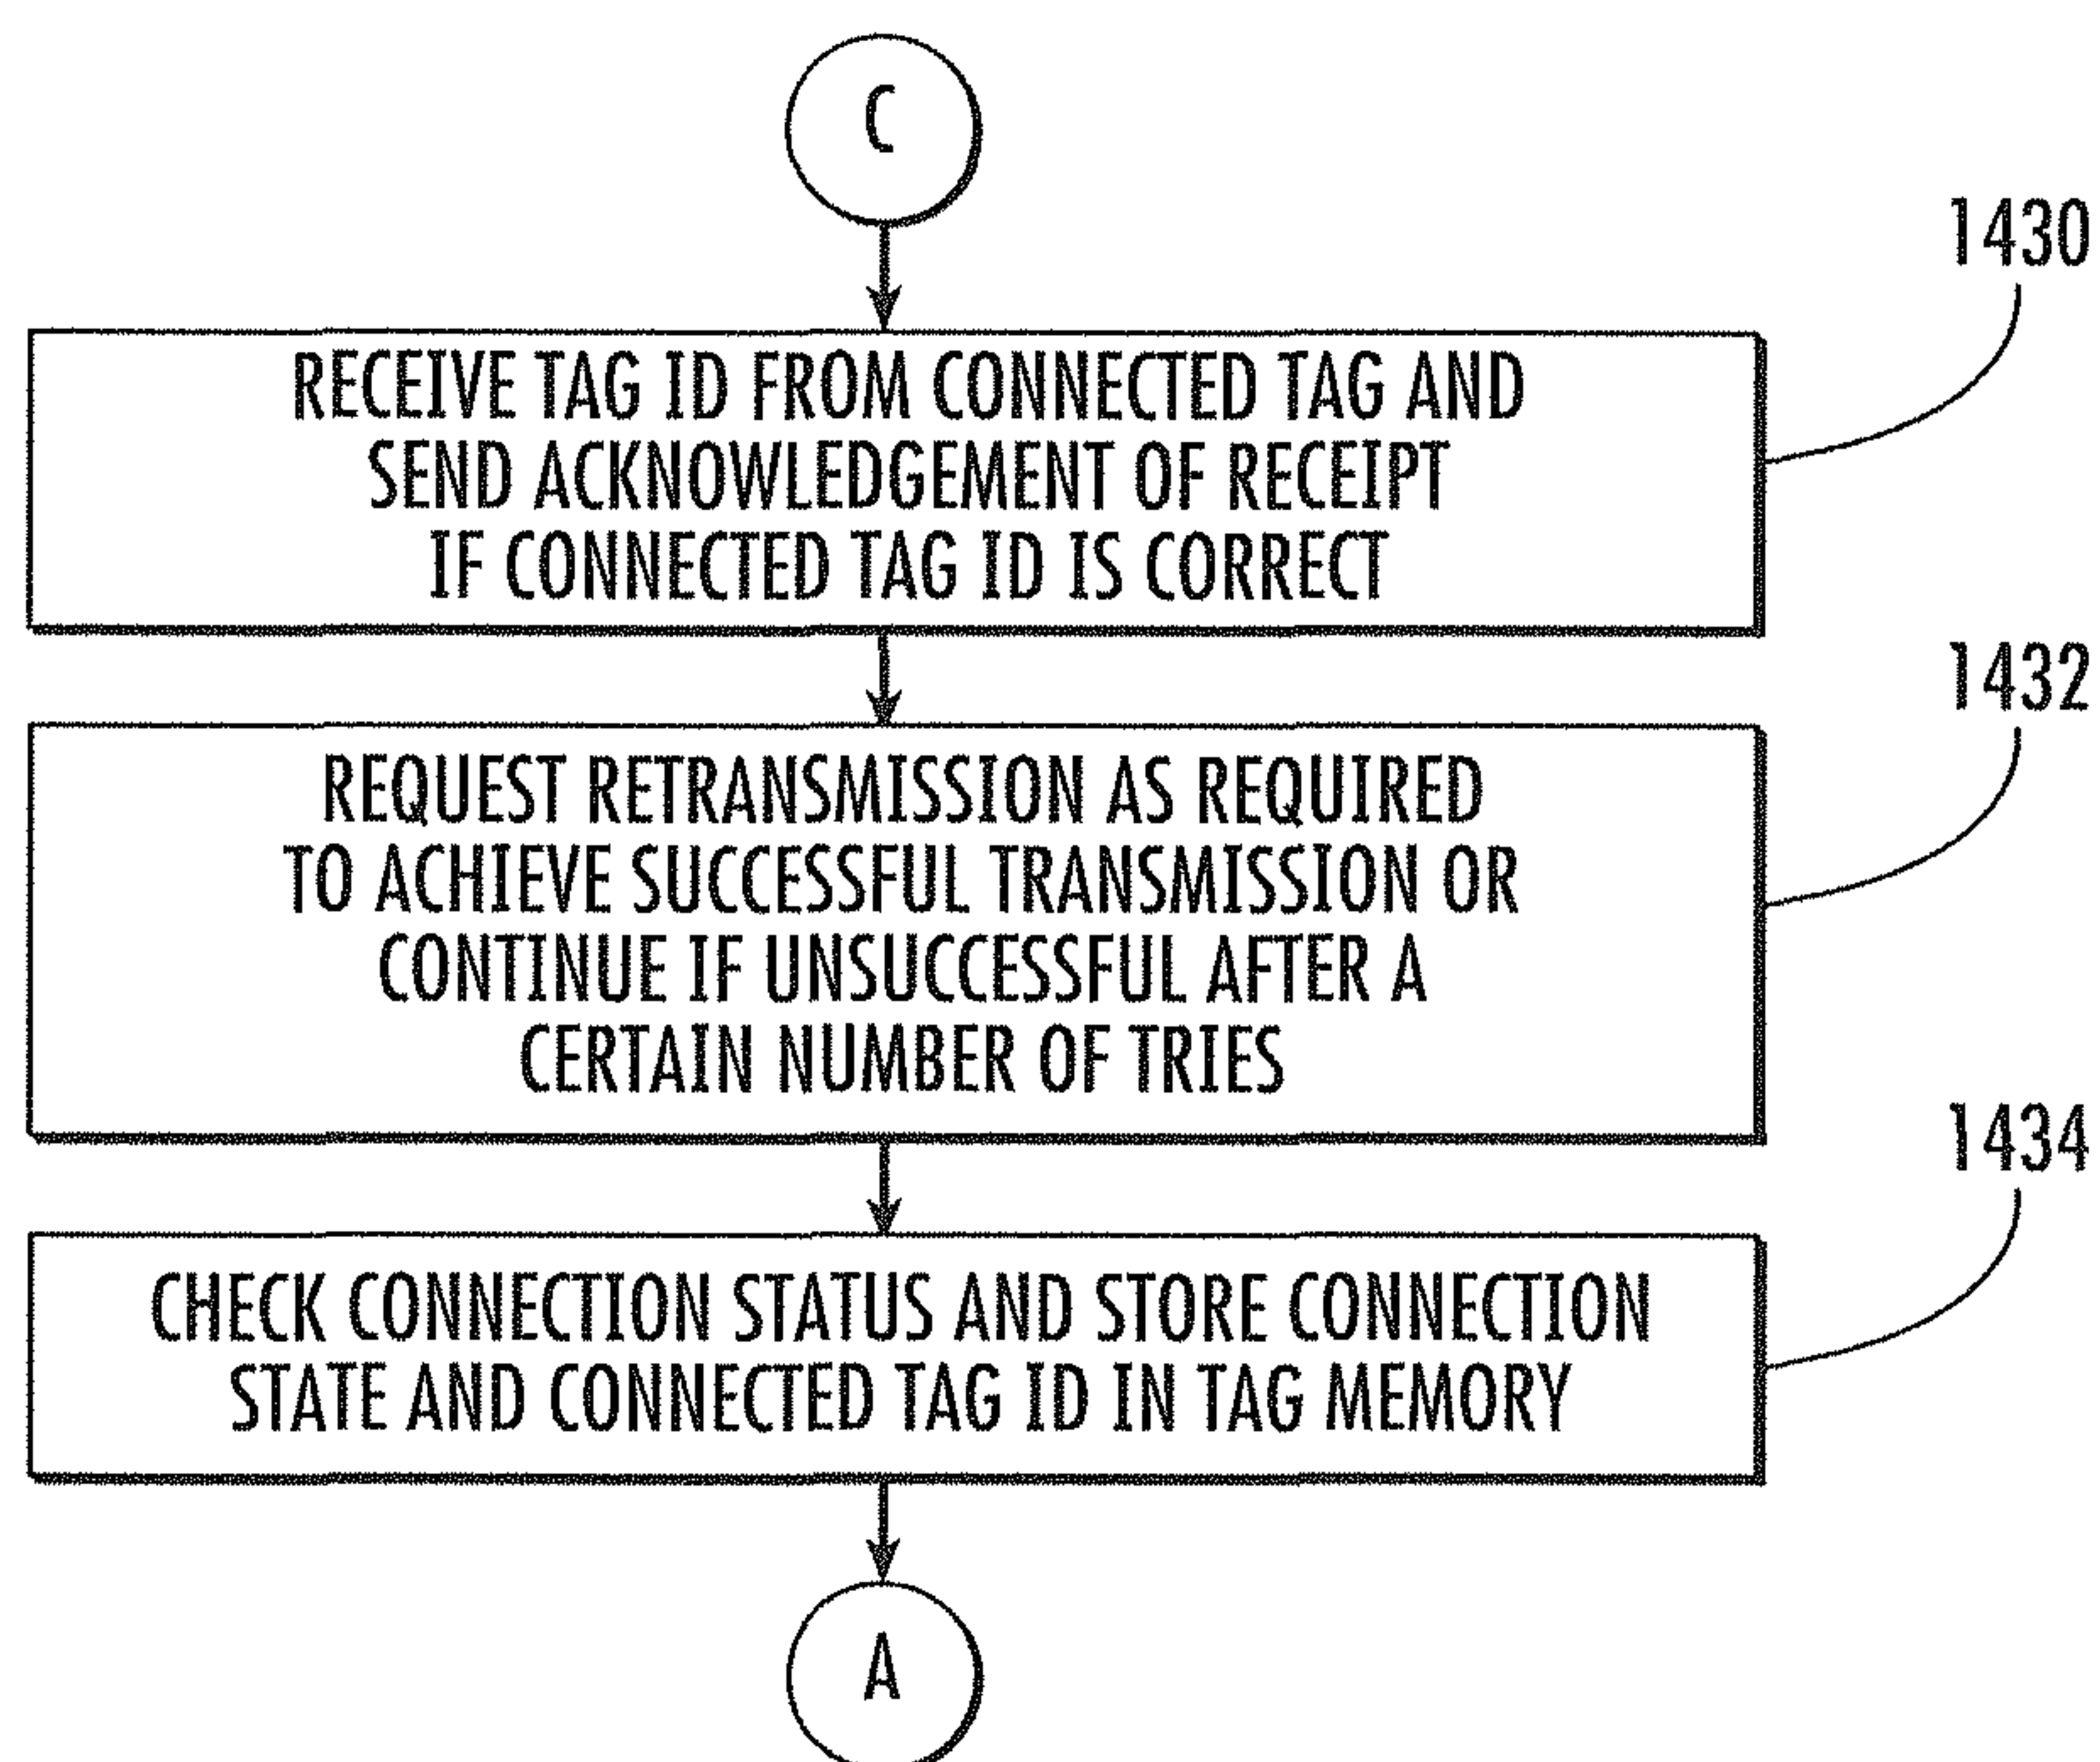 C
1430
RECEIVE TAG ID FROM CONNECTED TAG AND
SEND ACKNOWLEDGEMENT OF RECEIPT
IF CONNECTED TAG ID IS CORRECT
1432
REQUEST RETRANSMISSION AS REQUIRED
TO ACHIEVE SUCCESSFUL TRANSMISSION OR
CONTINUE IF UNSUCCESSFUL AFTER A
CERTAIN NUMBER OF TRIES
1434
CHECK CONNECTION STATUS AND STORE CONNECTION
STATE AND CONNECTED TAG ID IN TAG MEMORY
A